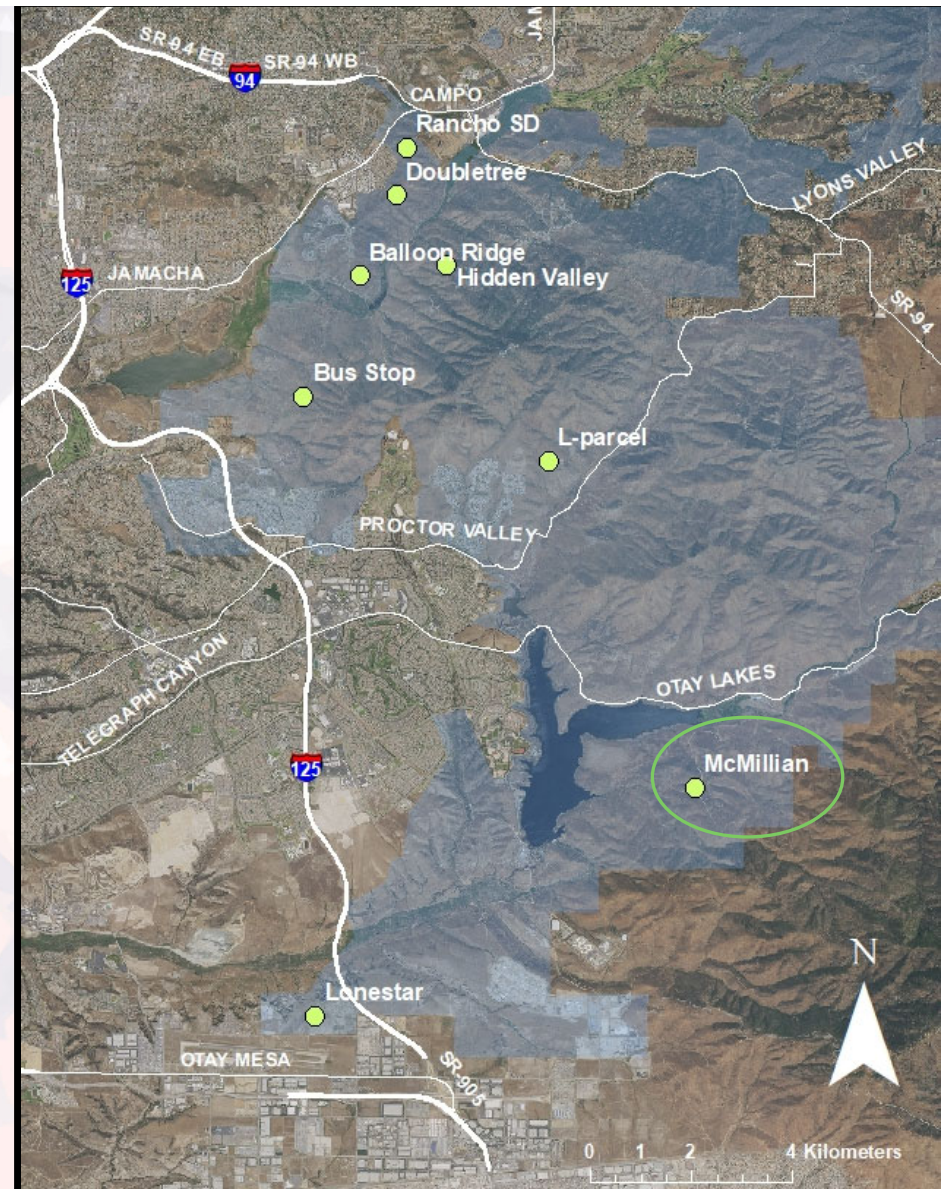 SR-94 EB
SR-94 WB
94
JAM
CAMPO
Rancho SD
Doubletree
LYONS VALLEY
Balloon Ridge
Hidden Valley
125
JAMACHA
SR-94
Bus Stop
L-parcel
PROCTOR VALLEY
TELEGRAPH CANYON
OTAY LAKES
McMillian
125
N
Lonestar
OTAY MESA
SR-905
0 1 2 4 Kilometers